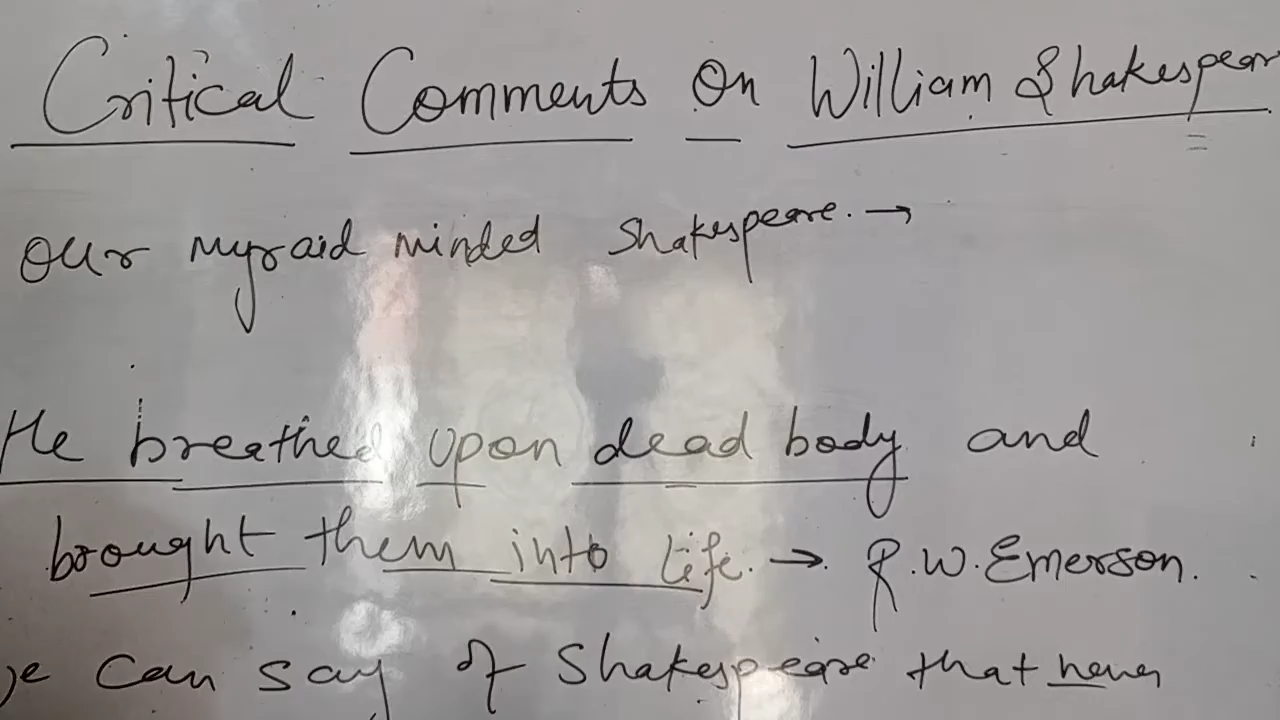 Critical Comments On William Shakespear
Our myraid minded Shakespeare. →
He breathed upon dead body and
brought them into life. → R.W. Emerson.
can say of Shakespeare that never